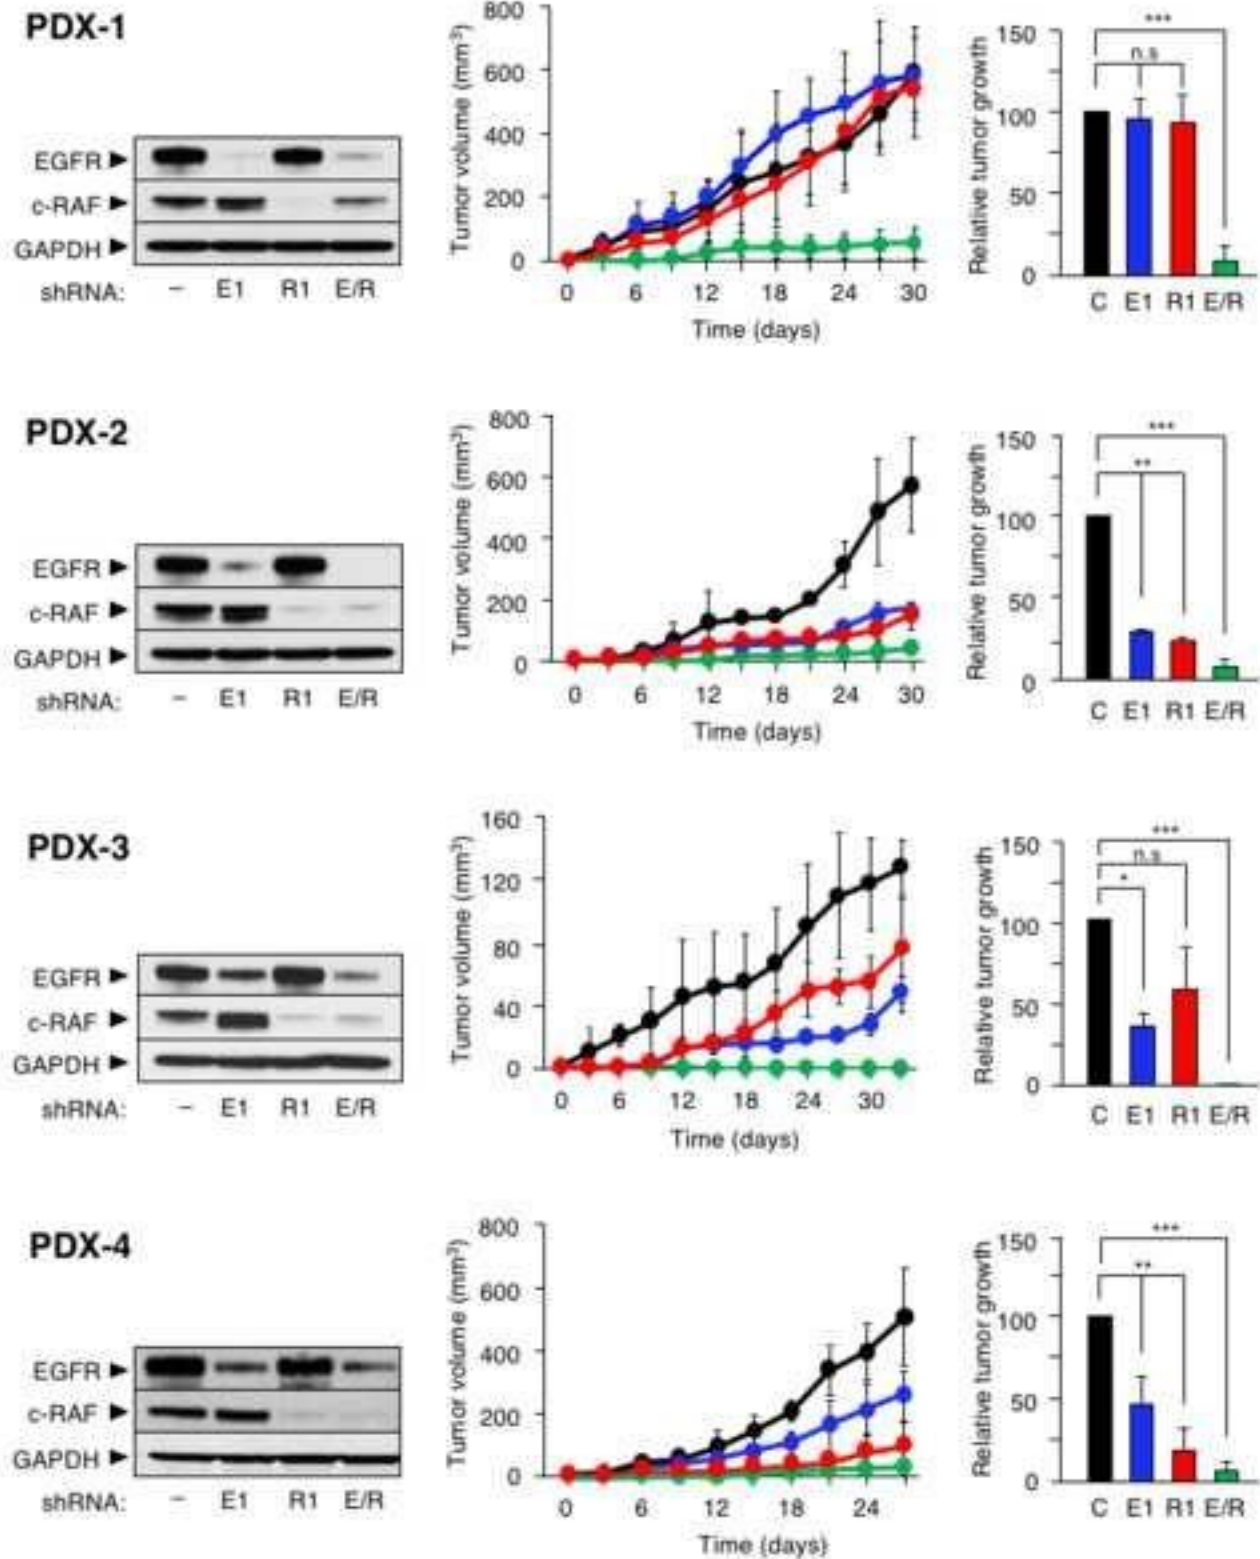 PDX-1
EGFR ►
c-RAF ►
GAPDH ►
shRNA: – E1 R1 E/R
Tumor volume (mm³)
800
600
400
200
0
0 6 12 18 24 30
Time (days)
Relative tumor growth
150
100
50
0
***
n.s
C E1 R1 E/R
PDX-2
EGFR ►
c-RAF ►
GAPDH ►
shRNA: – E1 R1 E/R
Tumor volume (mm³)
800
600
400
200
0
0 6 12 18 24 30
Time (days)
Relative tumor growth
150
100
50
0
***
**
C E1 R1 E/R
PDX-3
EGFR ►
c-RAF ►
GAPDH ►
shRNA: – E1 R1 E/R
Tumor volume (mm³)
160
120
80
40
0
0 6 12 18 24 30
Time (days)
Relative tumor growth
150
100
50
0
***
n.s
*
C E1 R1 E/R
PDX-4
EGFR ►
c-RAF ►
GAPDH ►
shRNA: – E1 R1 E/R
Tumor volume (mm³)
800
600
400
200
0
0 6 12 18 24
Time (days)
Relative tumor growth
150
100
50
0
***
**
C E1 R1 E/R